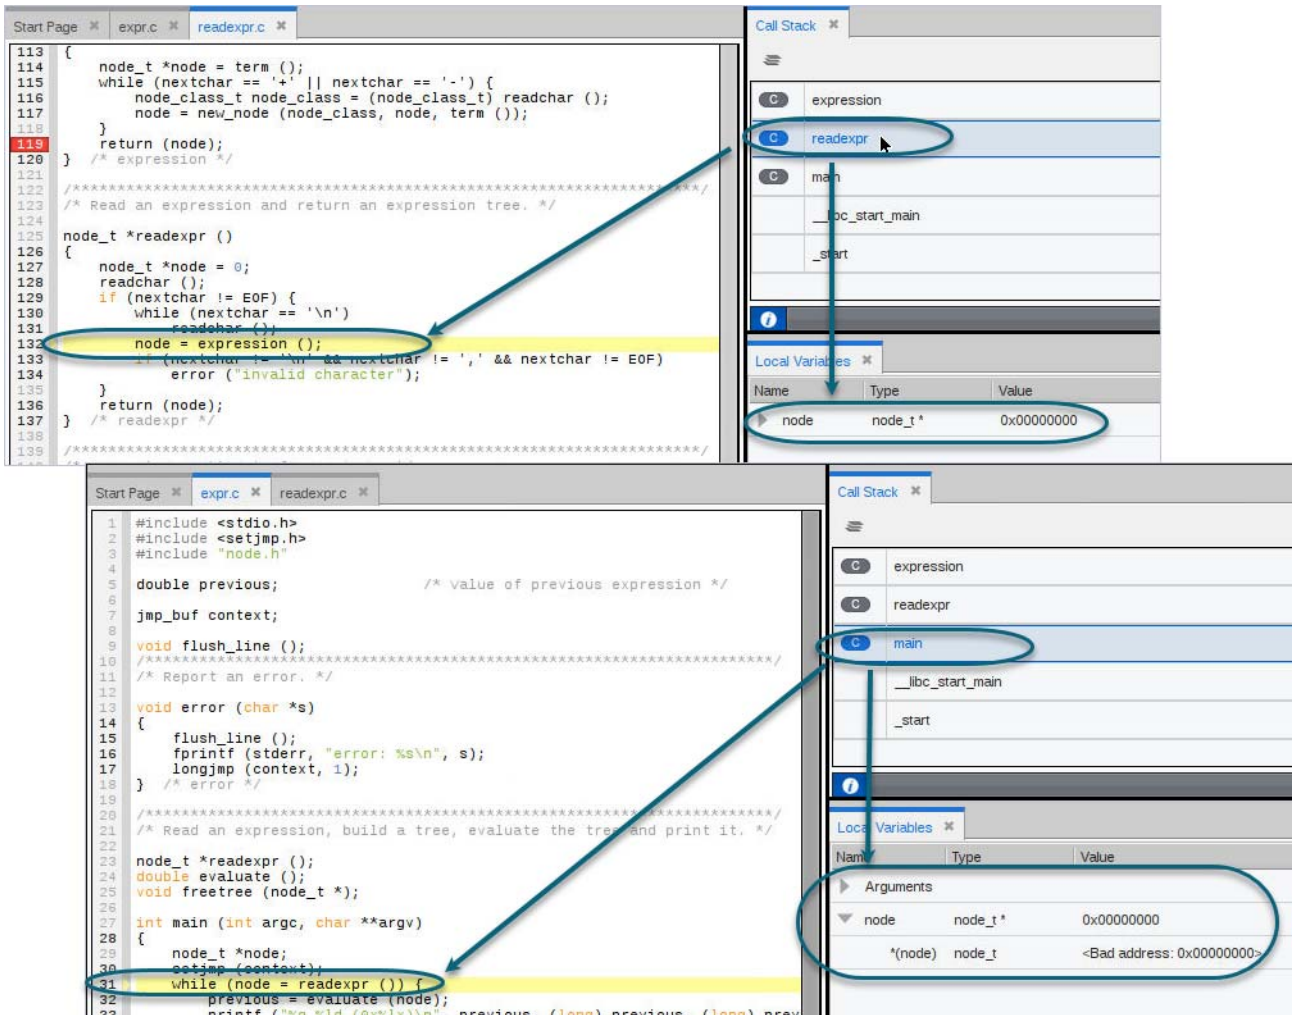 Start Page expr.c readexpr.c
113 {
114 node_t *node = term ();
115 while (nextchar == '+' || nextchar == '-') {
116 node_class_t node_class = (node_class_t) readchar ();
117 node = new_node (node_class, node, term ());
118 }
119 return (node);
120 } /* expression */
121
122 /**********************************************************************/
123 /* Read an expression and return an expression tree. */
124
125 node_t *readexpr ()
126 {
127 node_t *node = 0;
128 readchar ();
129 if (nextchar != EOF) {
130 while (nextchar == '\n')
131 readchar ();
132 node = expression ();
133 if (nextchar != '\n' && nextchar != ',' && nextchar != EOF)
134 error ("invalid character");
135 }
136 return (node);
137 } /* readexpr */
138
139 /**********************************************************************/
Call Stack
C expression
C readexpr
C main
__libc_start_main
_start
i
Local Variables
Name Type Value
node node_t * 0x00000000
Start Page expr.c readexpr.c
1 #include <stdio.h>
2 #include <setjmp.h>
3 #include "node.h"
4
5 double previous; /* Value of previous expression */
6
7 jmp_buf context;
8
9 void flush_line ();
10 /**********************************************************************/
11 /* Report an error. */
12
13 void error (char *s)
14 {
15 flush_line ();
16 fprintf (stderr, "error: %s\n", s);
17 longjmp (context, 1);
18 } /* error */
19
20 /**********************************************************************/
21 /* Read an expression, build a tree, evaluate the tree and print it. */
22
23 node_t *readexpr ();
24 double evaluate ();
25 void freetree (node_t *);
26
27 int main (int argc, char **argv)
28 {
29 node_t *node;
30 setjmp (context);
31 while (node = readexpr ()) {
32 previous = evaluate (node);
33 printf ("%g %ld (0x%lx)\n", previous, (long) previous, (long) prev
Call Stack
C expression
C readexpr
C main
__libc_start_main
_start
i
Local Variables
Name Type Value
Arguments
node node_t * 0x00000000
*(node) node_t <Bad address: 0x00000000>